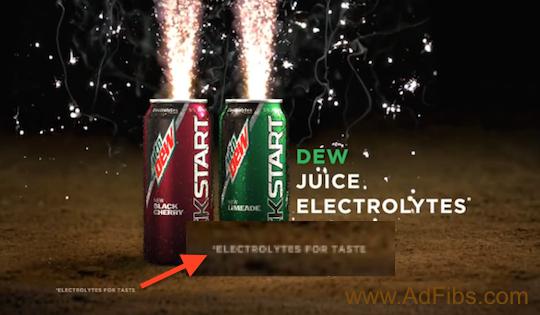 electrolytes
MTN
DEW
KSTART
NEW
BLACK
CHERRY
MTN
DEW
KSTART
NEW
LIMEADE
DEW
JUICE
ELECTROLYTES*
*ELECTROLYTES FOR TASTE
*ELECTROLYTES FOR TASTE
www.AdFibs.com